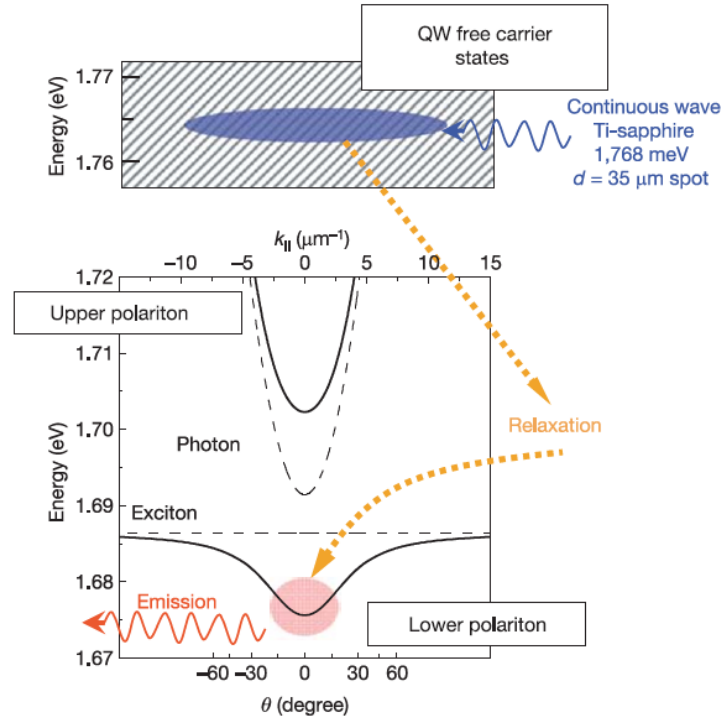 QW free carrier
states
1.77
1.76
Energy (eV)
Continuous wave
Ti-sapphire
1,768 meV
d = 35 μm spot
k|| (μm⁻¹)
−10 −5 0 5 10 15
1.72
1.71
1.70
1.69
1.68
1.67
Energy (eV)
Upper polariton
Photon
Relaxation
Exciton
Emission
Lower polariton
−60 −30 0 30 60
θ (degree)